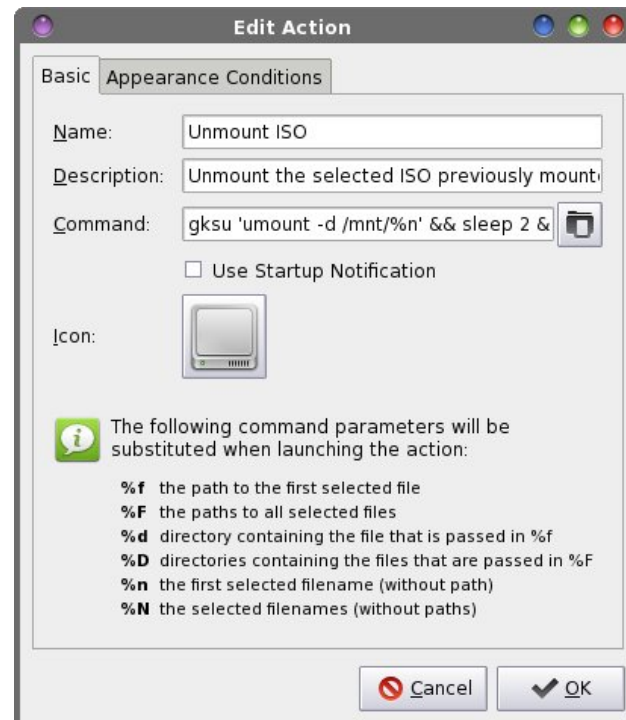 Edit Action
Basic
Appearance Conditions
Name:
Unmount ISO
Description:
Unmount the selected ISO previously mounte
Command:
gksu 'umount -d /mnt/%n' && sleep 2 &
Use Startup Notification
Icon:
The following command parameters will be
substituted when launching the action:
%f the path to the first selected file
%F the paths to all selected files
%d directory containing the file that is passed in %f
%D directories containing the files that are passed in %F
%n the first selected filename (without path)
%N the selected filenames (without paths)
Cancel
OK